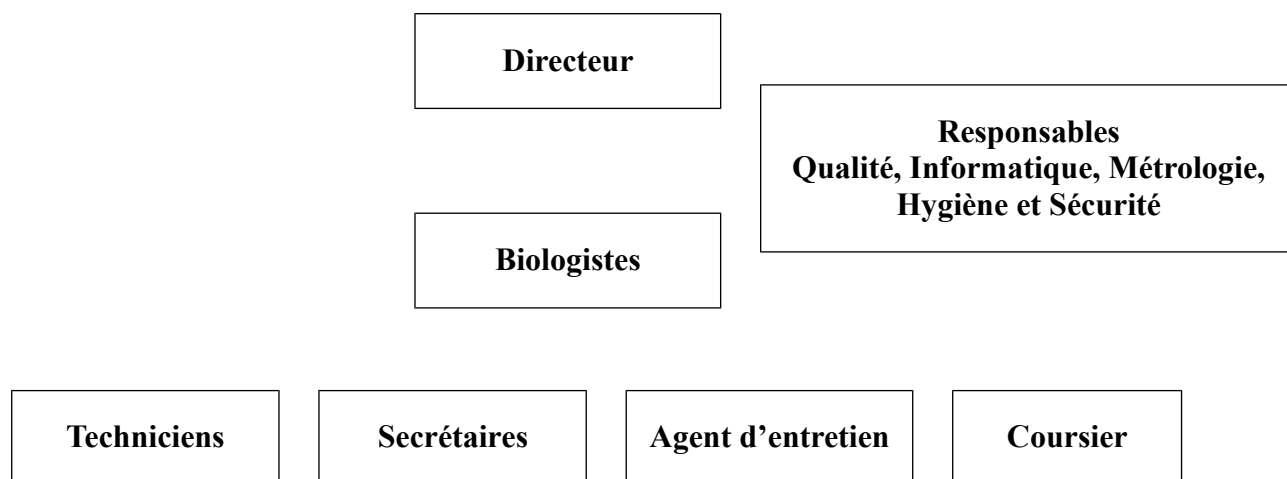 Directeur
Responsables
Qualité, Informatique, Métrologie,
Hygiène et Sécurité
Biologistes
Techniciens
Secrétaires
Agent d’entretien
Coursier